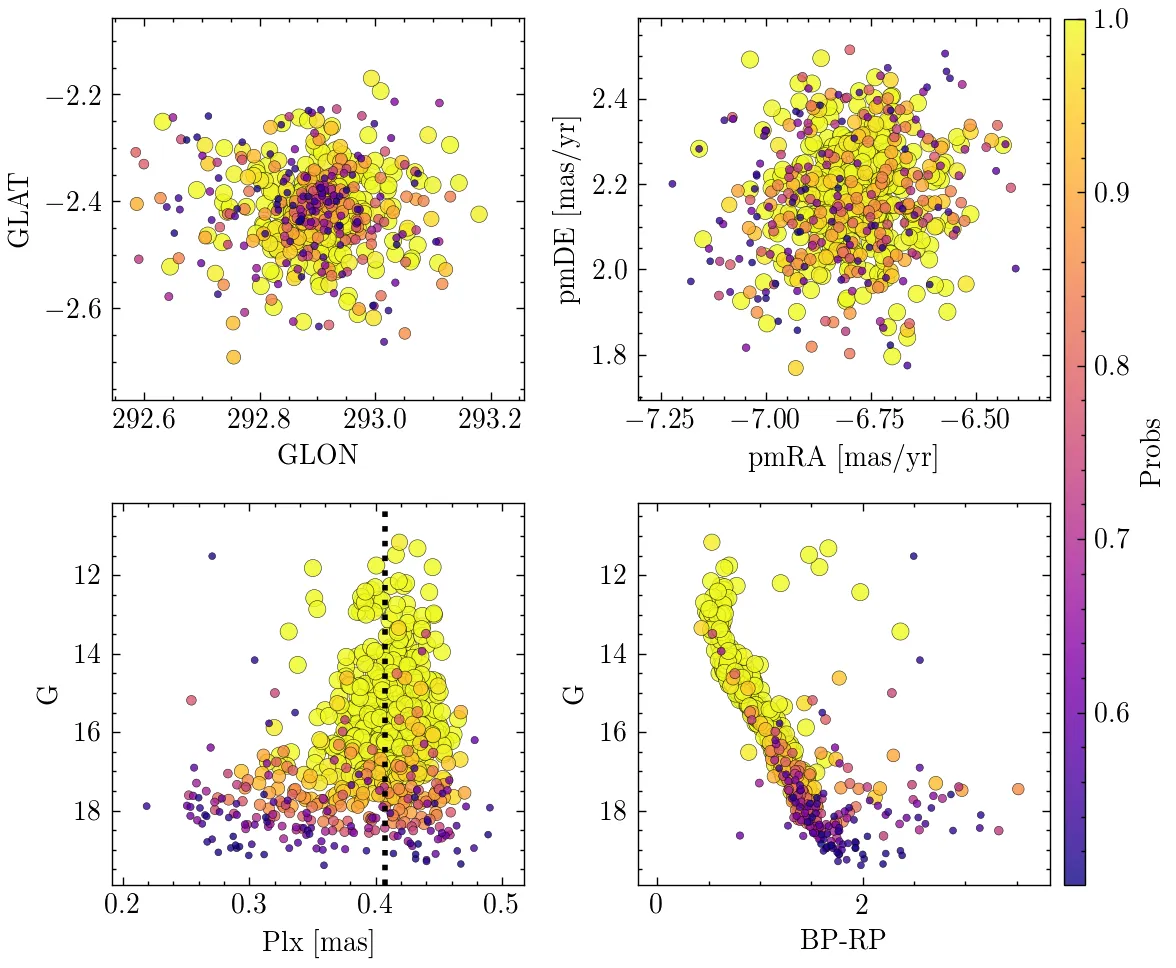 −2.2
−2.4
−2.6
GLAT
292.6 292.8 293.0 293.2
GLON
2.4
2.2
2.0
1.8
pmDE [mas/yr]
−7.25 −7.00 −6.75 −6.50
pmRA [mas/yr]
12
14
16
18
G
0.2 0.3 0.4 0.5
Plx [mas]
12
14
16
18
G
0 2
BP-RP
1.0
0.9
0.8
0.7
0.6
Probs